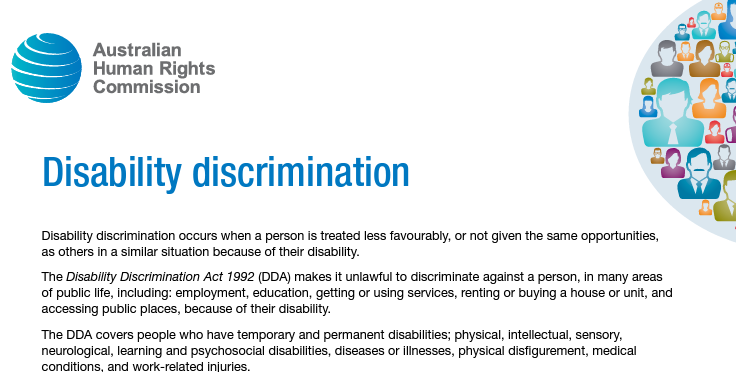 Australian
Human Rights
Commission
Disability discrimination
Disability discrimination occurs when a person is treated less favourably, or not given the same opportunities,
as others in a similar situation because of their disability.
The Disability Discrimination Act 1992 (DDA) makes it unlawful to discriminate against a person, in many areas
of public life, including: employment, education, getting or using services, renting or buying a house or unit, and
accessing public places, because of their disability.
The DDA covers people who have temporary and permanent disabilities; physical, intellectual, sensory,
neurological, learning and psychosocial disabilities, diseases or illnesses, physical disfigurement, medical
conditions, and work-related injuries.